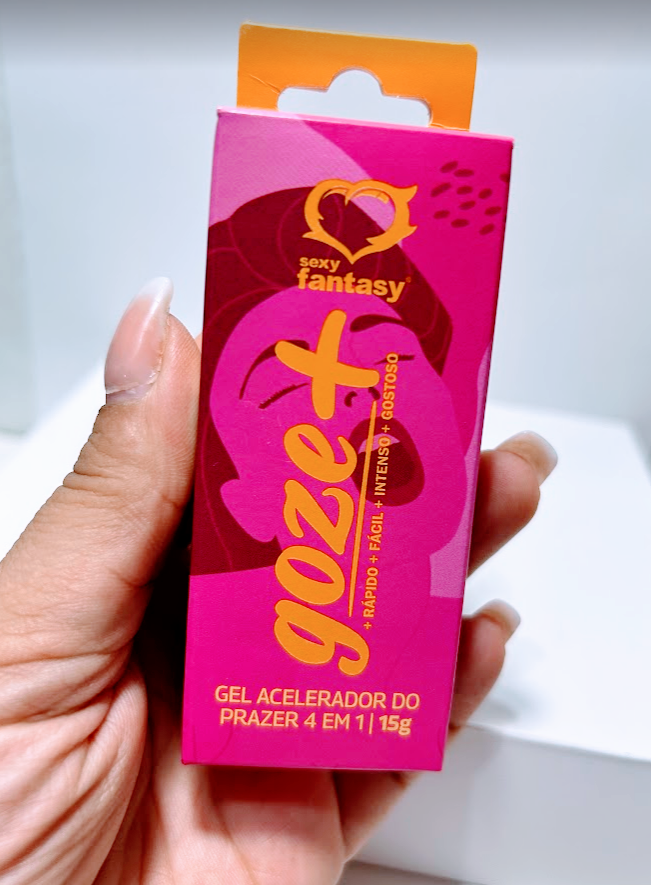 sexy
fantasy
goze+
+ RÁPIDO + FÁCIL + INTENSO + GOSTOSO
GEL ACELERADOR DO
PRAZER 4 EM 1 | 15g